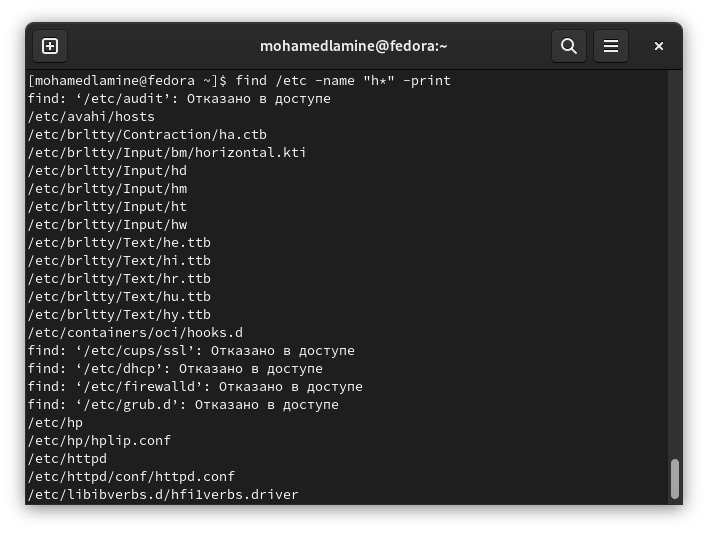 mohamedlamine@fedora:~
[mohamedlamine@fedora ~]$ find /etc -name "h*" -print
find: ‘/etc/audit’: Отказано в доступе
/etc/avahi/hosts
/etc/brltty/Contraction/ha.ctb
/etc/brltty/Input/bm/horizontal.kti
/etc/brltty/Input/hd
/etc/brltty/Input/hm
/etc/brltty/Input/ht
/etc/brltty/Input/hw
/etc/brltty/Text/he.ttb
/etc/brltty/Text/hi.ttb
/etc/brltty/Text/hr.ttb
/etc/brltty/Text/hu.ttb
/etc/brltty/Text/hy.ttb
/etc/containers/oci/hooks.d
find: ‘/etc/cups/ssl’: Отказано в доступе
find: ‘/etc/dhcp’: Отказано в доступе
find: ‘/etc/firewalld’: Отказано в доступе
find: ‘/etc/grub.d’: Отказано в доступе
/etc/hp
/etc/hp/hplip.conf
/etc/httpd
/etc/httpd/conf/httpd.conf
/etc/libibverbs.d/hfi1verbs.driver